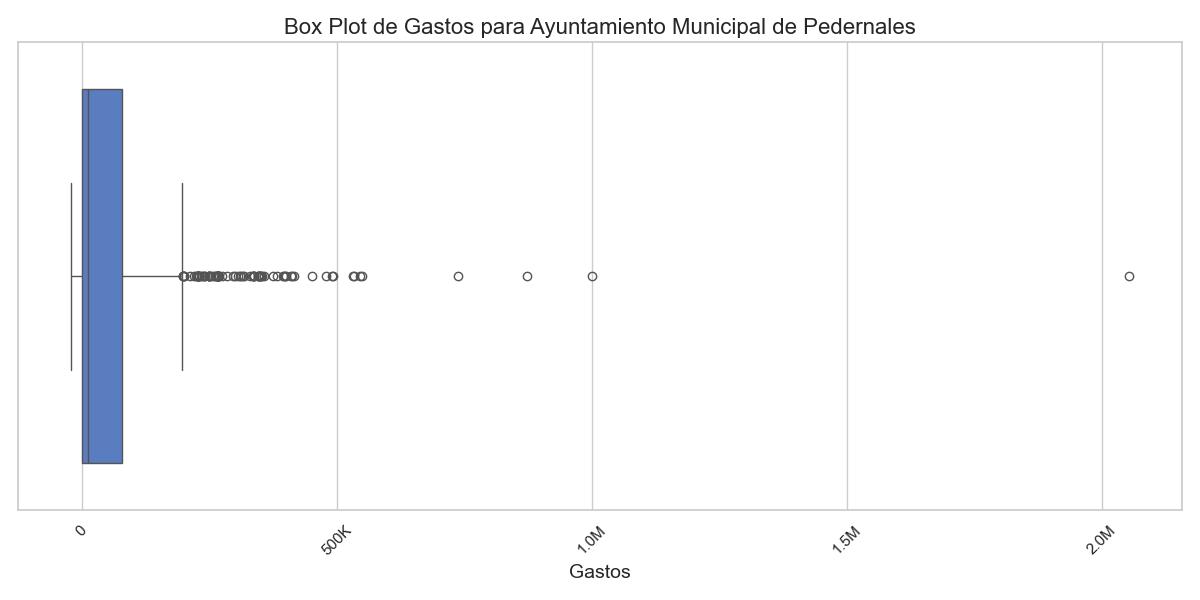 Box Plot de Gastos para Ayuntamiento Municipal de Pedernales
0
500K
1.0M
1.5M
2.0M
Gastos